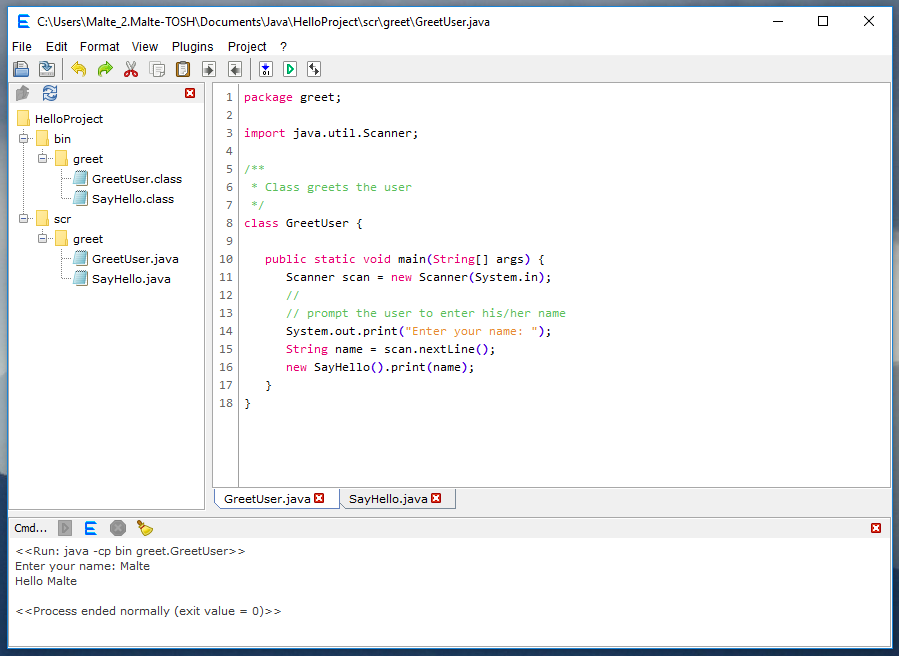 C:\Users\Malte_2.Malte-TOSH\Documents\Java\HelloProject\scr\greet\GreetUser.java
File Edit Format View Plugins Project ?
HelloProject
bin
greet
GreetUser.class
SayHello.class
scr
greet
GreetUser.java
SayHello.java
1 package greet;
2
3 import java.util.Scanner;
4
5 /**
6  * Class greets the user
7  */
8 class GreetUser {
9
10    public static void main(String[] args) {
11       Scanner scan = new Scanner(System.in);
12       //
13       // prompt the user to enter his/her name
14       System.out.print("Enter your name: ");
15       String name = scan.nextLine();
16       new SayHello().print(name);
17    }
18 }
GreetUser.java SayHello.java
Cmd...
<<Run: java -cp bin greet.GreetUser>>
Enter your name: Malte
Hello Malte
<<Process ended normally (exit value = 0)>>